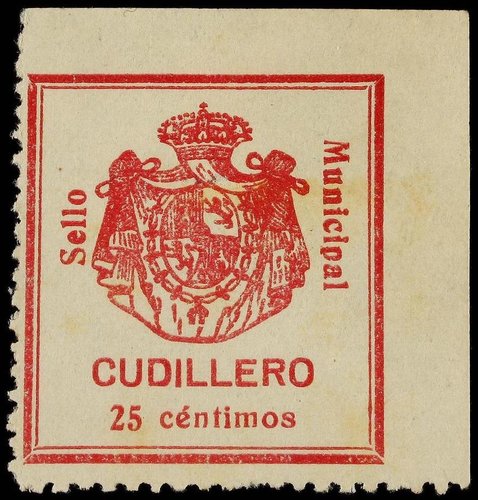 Sello
Municipal
CUDILLERO
25 céntimos